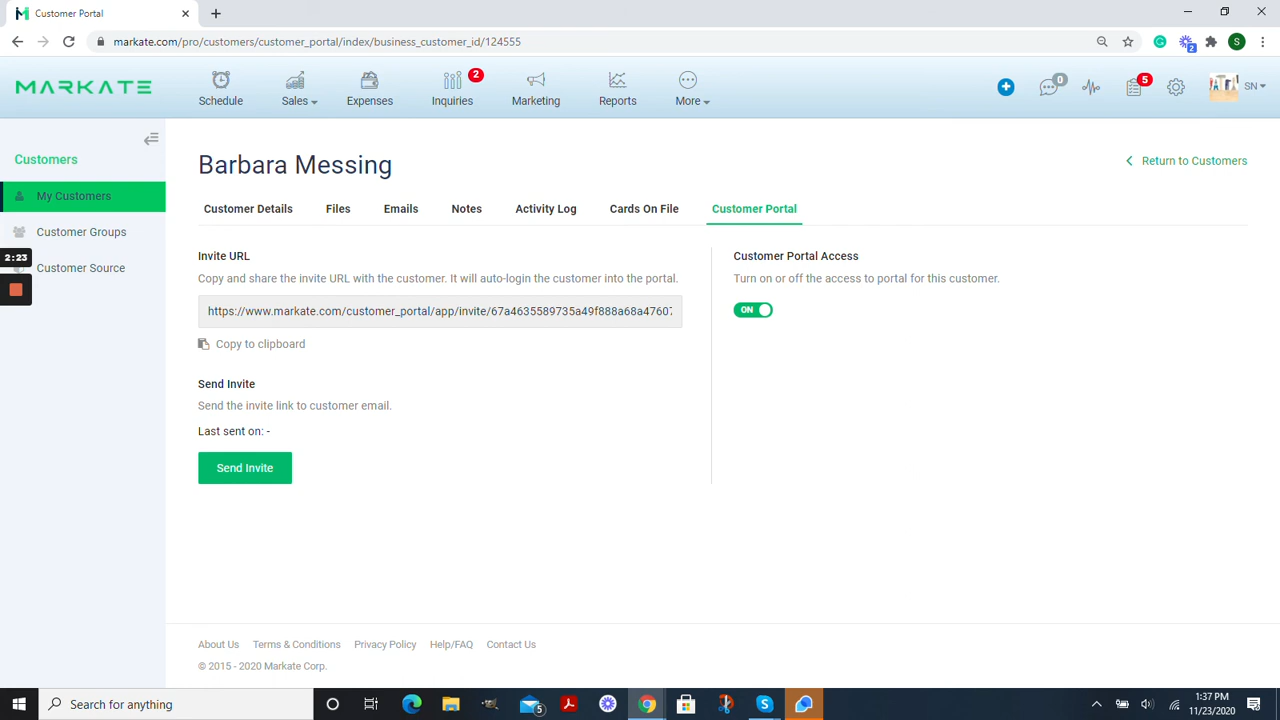 Customer Portal
markate.com/pro/customers/customer_portal/index/business_customer_id/124555
2
S
MARKATE
Schedule
Sales
Expenses
Inquiries
2
Marketing
Reports
More
0
5
SN
Customers
My Customers
Customer Groups
Customer Source
2:23
Barbara Messing
Return to Customers
Customer Details Files Emails Notes Activity Log Cards On File Customer Portal
Invite URL
Copy and share the invite URL with the customer. It will auto-login the customer into the portal.
https://www.markate.com/customer_portal/app/invite/67a4635589735a49f888a68a47607
Copy to clipboard
Send Invite
Send the invite link to customer email.
Last sent on: -
Send Invite
Customer Portal Access
Turn on or off the access to portal for this customer.
ON
About Us Terms & Conditions Privacy Policy Help/FAQ Contact Us
© 2015 - 2020 Markate Corp.
Search for anything
5
1:37 PM
11/23/2020